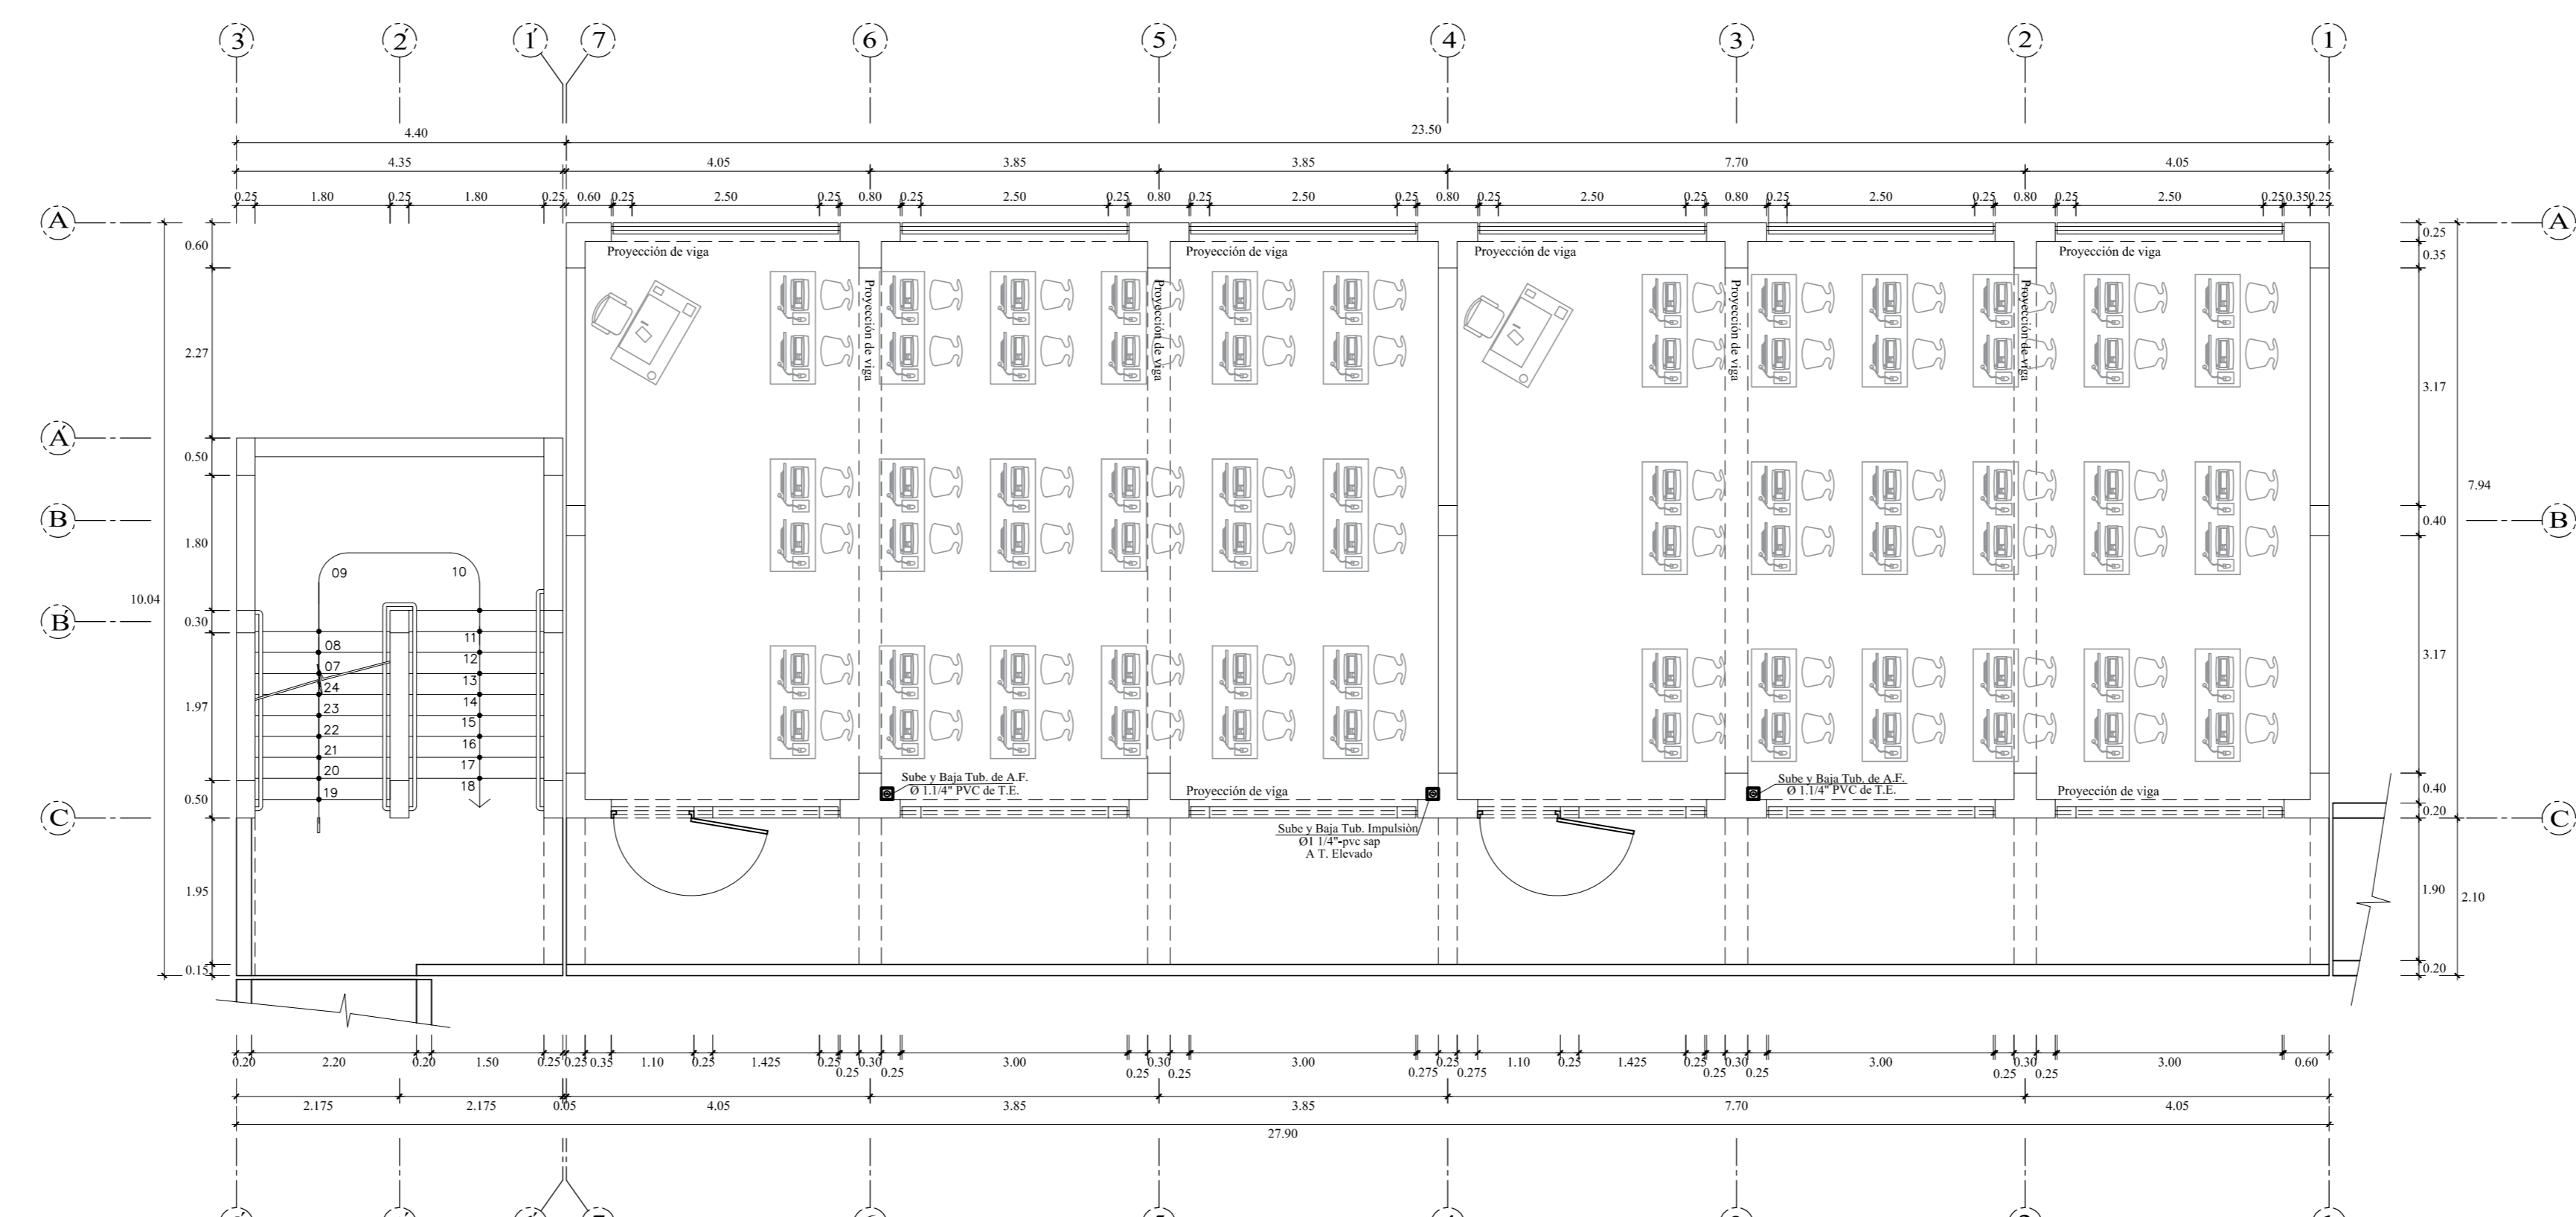 3' 2' 1' 7 6 5 4 3 2 1
4.40 23.50
4.35 4.05 3.85 3.85 7.70 4.05
0.25 1.80 0.25 1.80 0.25 0.60 0.25 2.50 0.25 0.80 0.25 2.50 0.25 0.80 0.25 2.50 0.25 0.80 0.25 2.50 0.25 0.80 0.25 2.50 0.25 0.80 0.25 2.50 0.25 0.35 0.25
A A
0.60 0.25
Proyección de viga Proyección de viga Proyección de viga Proyección de viga
0.35
Proyección de viga
Proyección de viga
Proyección de viga
Proyección de viga
2.27 3.17
A'
0.50 7.94
B B
0.40
1.80
09 10
10.04
B'
0.30
11
08
12
07
13
24
14
23
15
22
16
21
17
20
18
19
3.17
1.97
Sube y Baja Tub. de A.F.
Ø 1.1/4" PVC de T.E.
Sube y Baja Tub. de A.F.
Ø 1.1/4" PVC de T.E.
Proyección de viga Proyección de viga
0.50 0.40
0.20
C C
Sube y Baja Tub. Impulsiòn
Ø1 1/4"-pvc sap
A T. Elevado
1.95 1.90 2.10
0.15 0.20
0.20 2.20 0.20 1.50 0.25 0.25 0.35 1.10 0.25 1.425 0.25 0.30 3.00 0.30 3.00 0.25 1.10 0.25 1.425 0.25 0.30 3.00 0.30 3.00 0.60
0.25 0.25 0.25 0.25 0.275 0.275 0.25 0.25 0.25 0.25
2.175 2.175 0.05 4.05 3.85 3.85 7.70 4.05
27.90